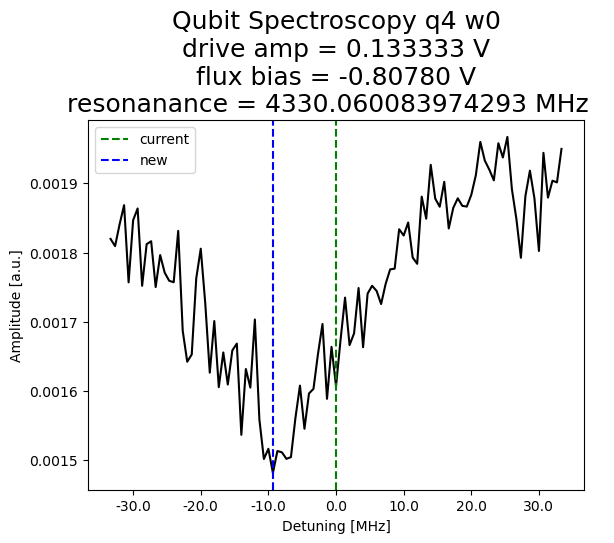 Qubit Spectroscopy q4 w0
drive amp = 0.133333 V
flux bias = -0.80780 V
resonanance = 4330.060083974293 MHz
current
new
0.0019
0.0018
0.0017
0.0016
0.0015
Amplitude [a.u.]
-30.0 -20.0 -10.0 0.0 10.0 20.0 30.0
Detuning [MHz]